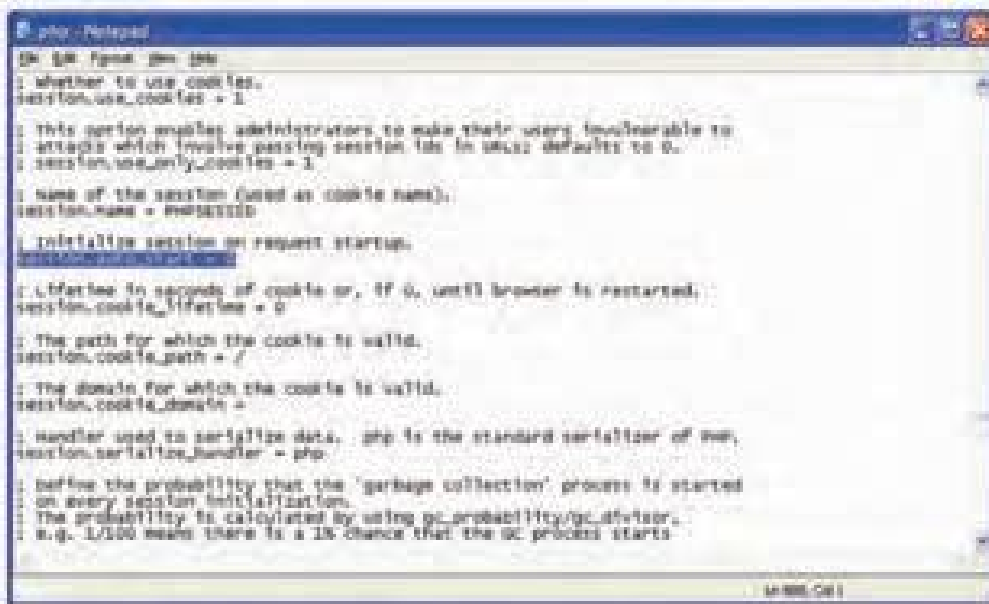 php - Notepad
File Edit Format View Help
; Whether to use cookies.
session.use_cookies = 1
; This option enables administrators to make their users invulnerable to
; attacks which involve passing session ids in URLs; defaults to 0.
; session.use_only_cookies = 1
; Name of the session (used as cookie name).
session.name = PHPSESSID
; Initialize session on request startup.
session.auto_start = 0
; Lifetime in seconds of cookie or, if 0, until browser is restarted.
session.cookie_lifetime = 0
; The path for which the cookie is valid.
session.cookie_path = /
; The domain for which the cookie is valid.
session.cookie_domain =
; Handler used to serialize data. php is the standard serializer of PHP.
session.serialize_handler = php
; Define the probability that the 'garbage collection' process is started
; on every session initialization.
; The probability is calculated by using gc_probability/gc_divisor,
; e.g. 1/100 means there is a 1% chance that the GC process starts